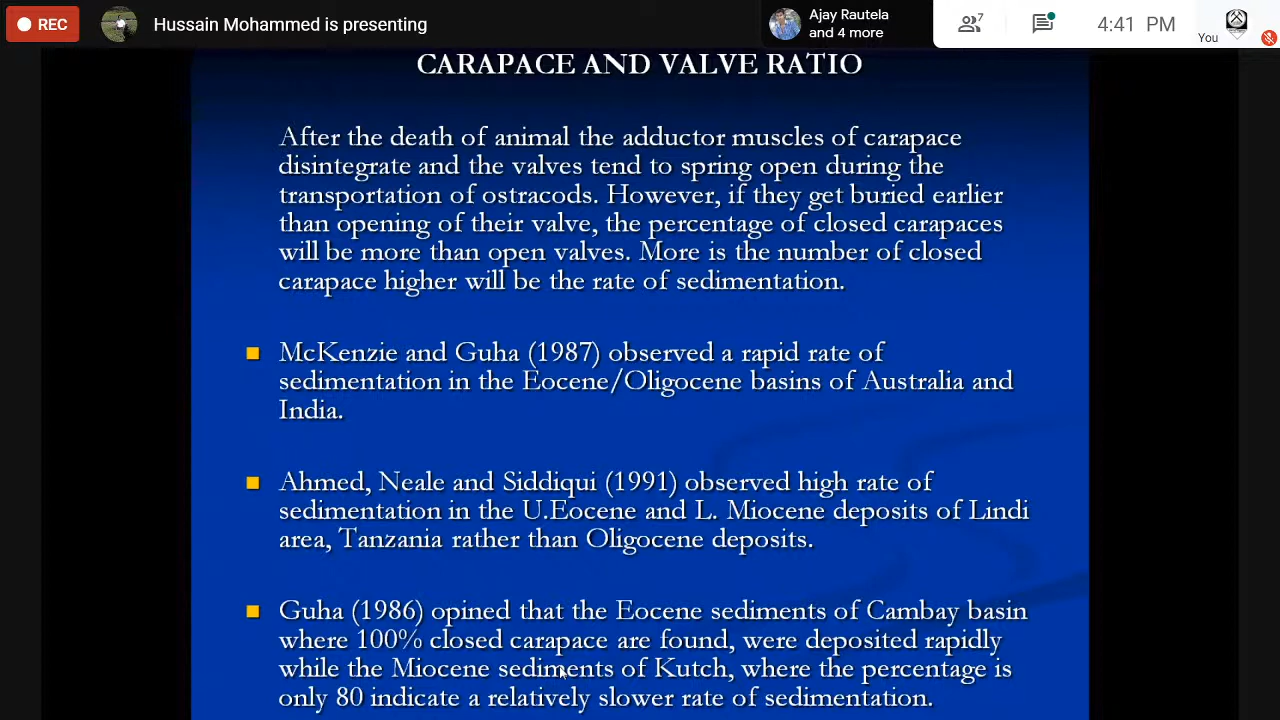 REC
Hussain Mohammed is presenting
Ajay Rautela
and 4 more
7
4:41 PM
You
CARAPACE AND VALVE RATIO
After the death of animal the adductor muscles of carapace
disintegrate and the valves tend to spring open during the
transportation of ostracods. However, if they get buried earlier
than opening of their valve, the percentage of closed carapaces
will be more than open valves. More is the number of closed
carapace higher will be the rate of sedimentation.
McKenzie and Guha (1987) observed a rapid rate of
sedimentation in the Eocene/Oligocene basins of Australia and
India.
Ahmed, Neale and Siddiqui (1991) observed high rate of
sedimentation in the U.Eocene and L. Miocene deposits of Lindi
area, Tanzania rather than Oligocene deposits.
Guha (1986) opined that the Eocene sediments of Cambay basin
where 100% closed carapace are found, were deposited rapidly
while the Miocene sediments of Kutch, where the percentage is
only 80 indicate a relatively slower rate of sedimentation.